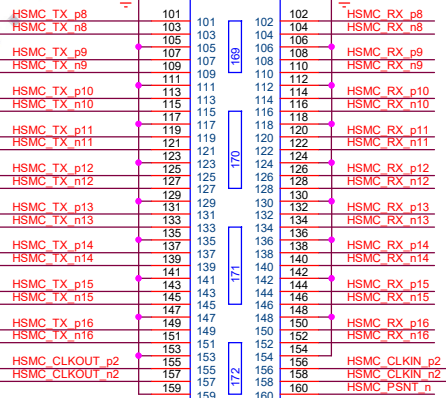 HSMC_TX_p8 101 101 102 102 HSMC_RX_p8
HSMC_TX_n8 103 103 104 104 HSMC_RX_n8
105 105 106 106
HSMC_TX_p9 107 107 169 108 108 HSMC_RX_p9
HSMC_TX_n9 109 109 110 110 HSMC_RX_n9
111 111 112 112
HSMC_TX_p10 113 113 114 114 HSMC_RX_p10
HSMC_TX_n10 115 115 116 116 HSMC_RX_n10
117 117 118 118
HSMC_TX_p11 119 119 120 120 HSMC_RX_p11
HSMC_TX_n11 121 121 122 122 HSMC_RX_n11
123 123 170 124 124
HSMC_TX_p12 125 125 126 126 HSMC_RX_p12
HSMC_TX_n12 127 127 128 128 HSMC_RX_n12
129 129 130 130
HSMC_TX_p13 131 131 132 132 HSMC_RX_p13
HSMC_TX_n13 133 133 134 134 HSMC_RX_n13
135 135 136 136
HSMC_TX_p14 137 137 138 138 HSMC_RX_p14
HSMC_TX_n14 139 139 140 140 HSMC_RX_n14
141 141 171 142 142
HSMC_TX_p15 143 143 144 144 HSMC_RX_p15
HSMC_TX_n15 145 145 146 146 HSMC_RX_n15
147 147 148 148
HSMC_TX_p16 149 149 150 150 HSMC_RX_p16
HSMC_TX_n16 151 151 152 152 HSMC_RX_n16
153 153 154 154
HSMC_CLKOUT_p2 155 155 156 156 HSMC_CLKIN_p2
HSMC_CLKOUT_n2 157 157 172 158 158 HSMC_CLKIN_n2
159 159 160 160 HSMC_PSNT_n